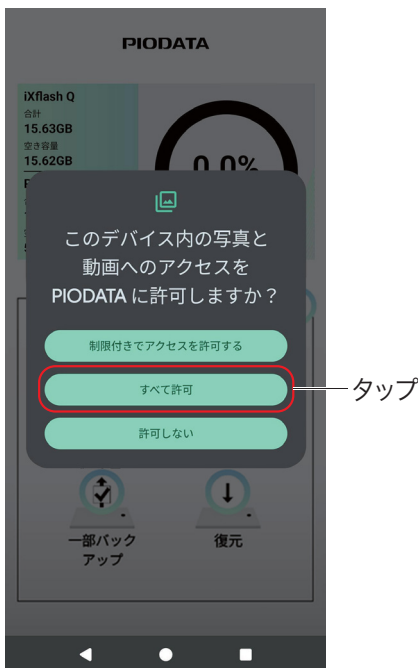 PIODATA
iXflash Q
合計
15.63GB
空き容量
15.62GB
0.0%
このデバイス内の写真と
動画へのアクセスを
PIODATA に許可しますか？
制限付きでアクセスを許可する
すべて許可
タップ
許可しない
一部バック
アップ
復元